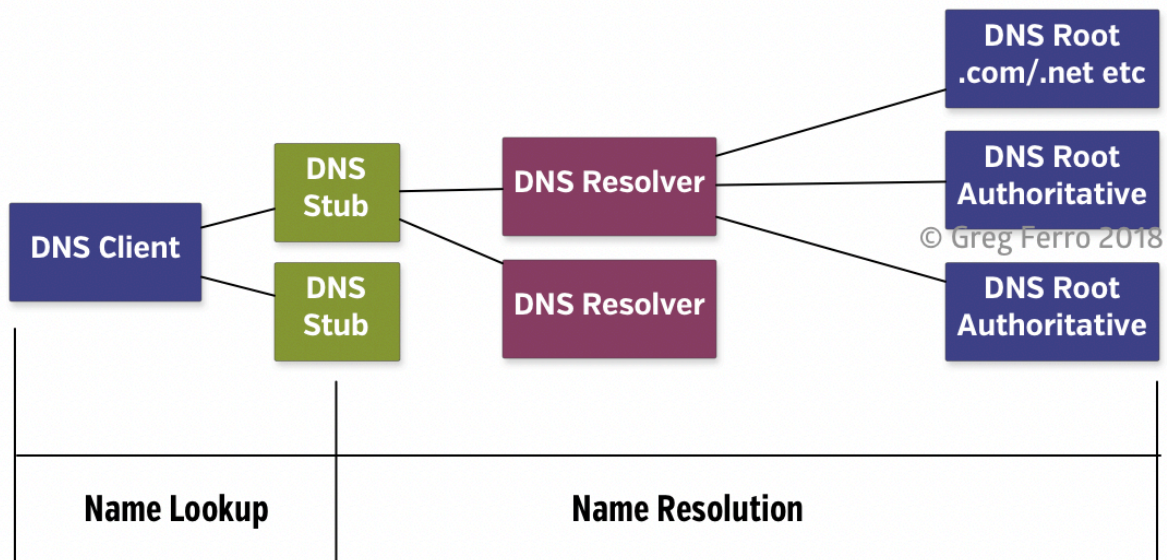 DNS Root
.com/.net etc
DNS
Stub
DNS Resolver
DNS Root
Authoritative
© Greg Ferro 2018
DNS Client
DNS
Stub
DNS Resolver
DNS Root
Authoritative
Name Lookup
Name Resolution